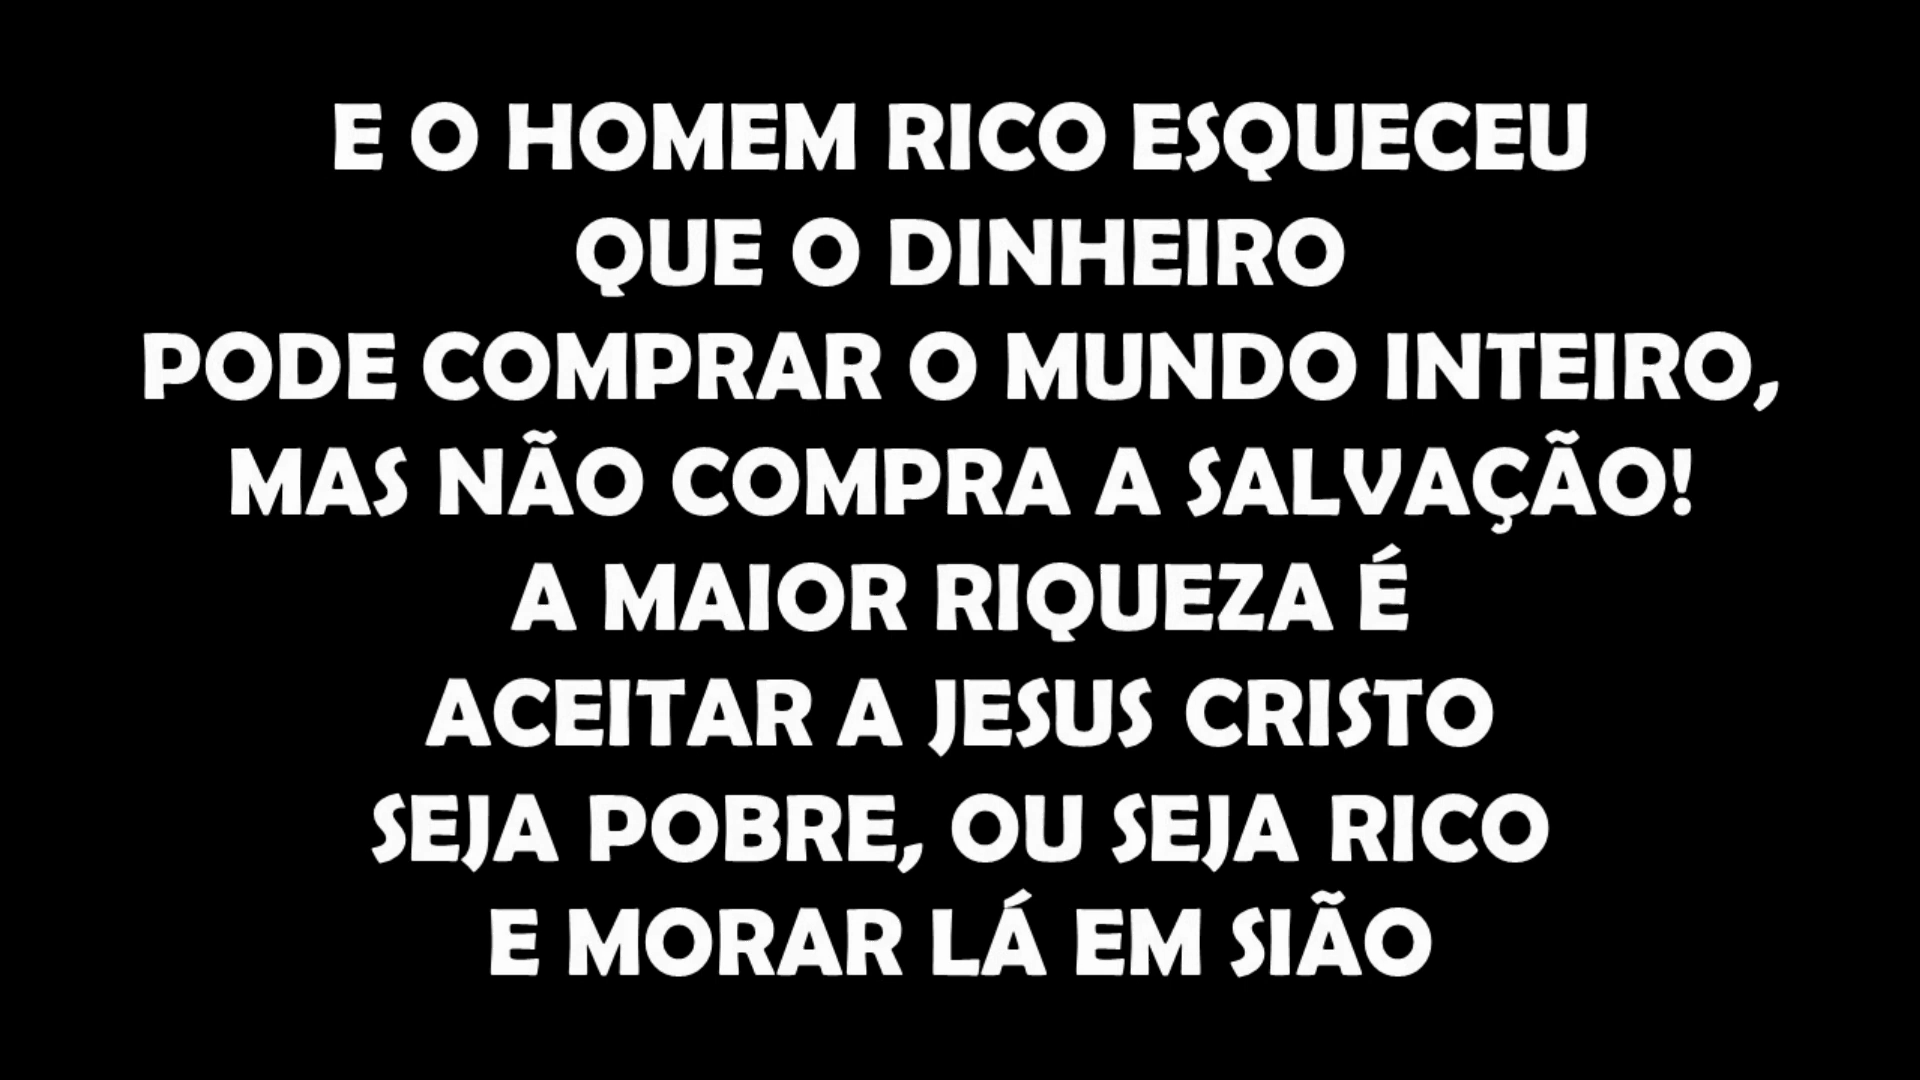 E O HOMEM RICO ESQUECEU
QUE O DINHEIRO
PODE COMPRAR O MUNDO INTEIRO,
MAS NÃO COMPRA A SALVAÇÃO!
A MAIOR RIQUEZA É
ACEITAR A JESUS CRISTO
SEJA POBRE, OU SEJA RICO
E MORAR LÁ EM SIÃO